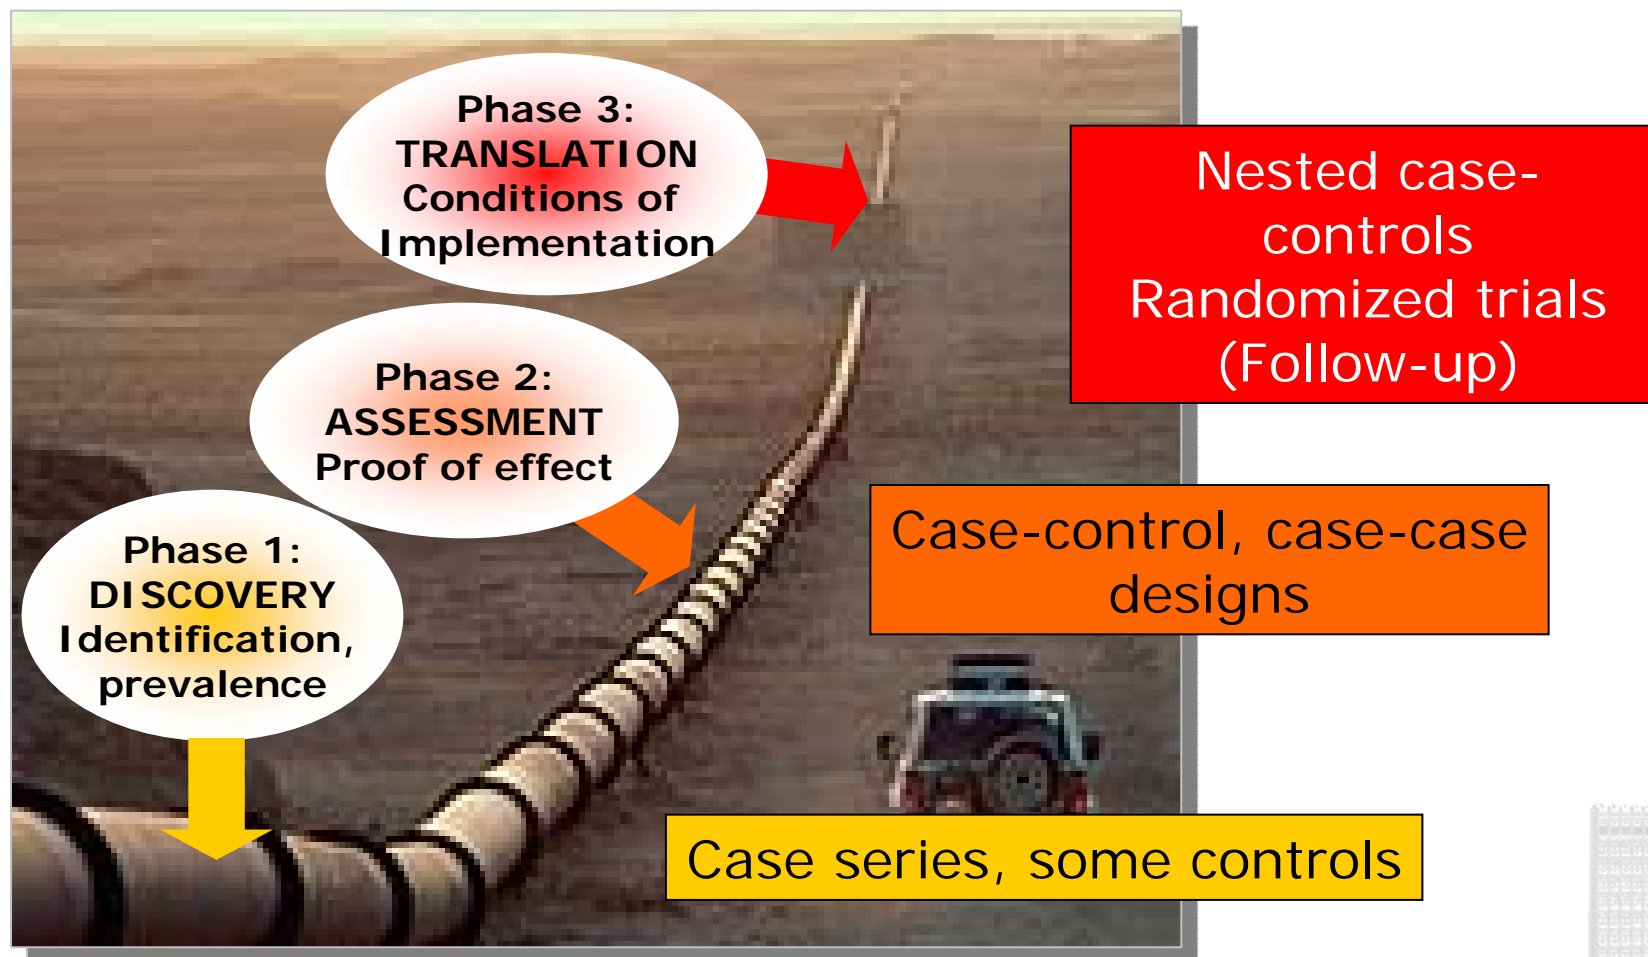 Phase 3:
TRANSLATION
Conditions of
Implementation
Nested case-
controls
Randomized trials
(Follow-up)
Phase 2:
ASSESSMENT
Proof of effect
Case-control, case-case
designs
Phase 1:
DISCOVERY
Identification,
prevalence
Case series, some controls